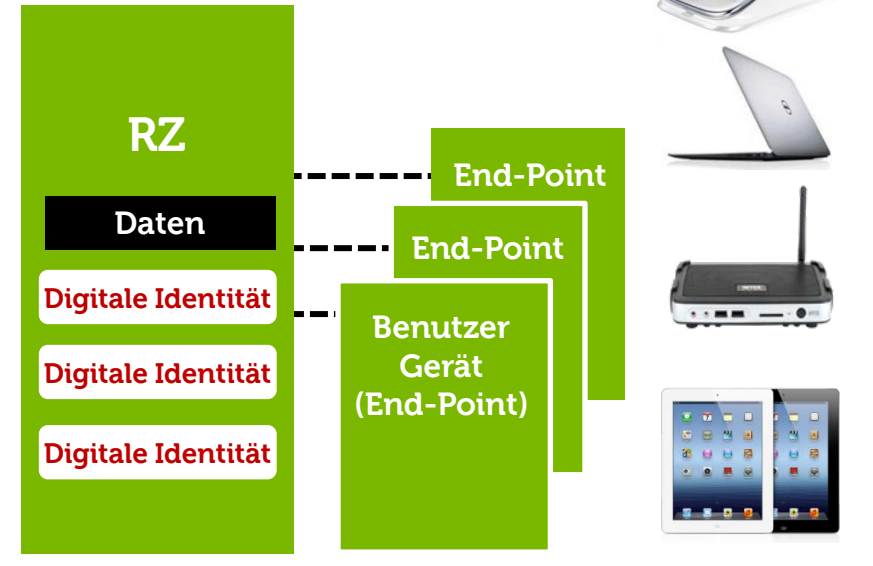 RZ
Daten
Digitale Identität
Digitale Identität
Digitale Identität
End-Point
End-Point
Benutzer
Gerät
(End-Point)